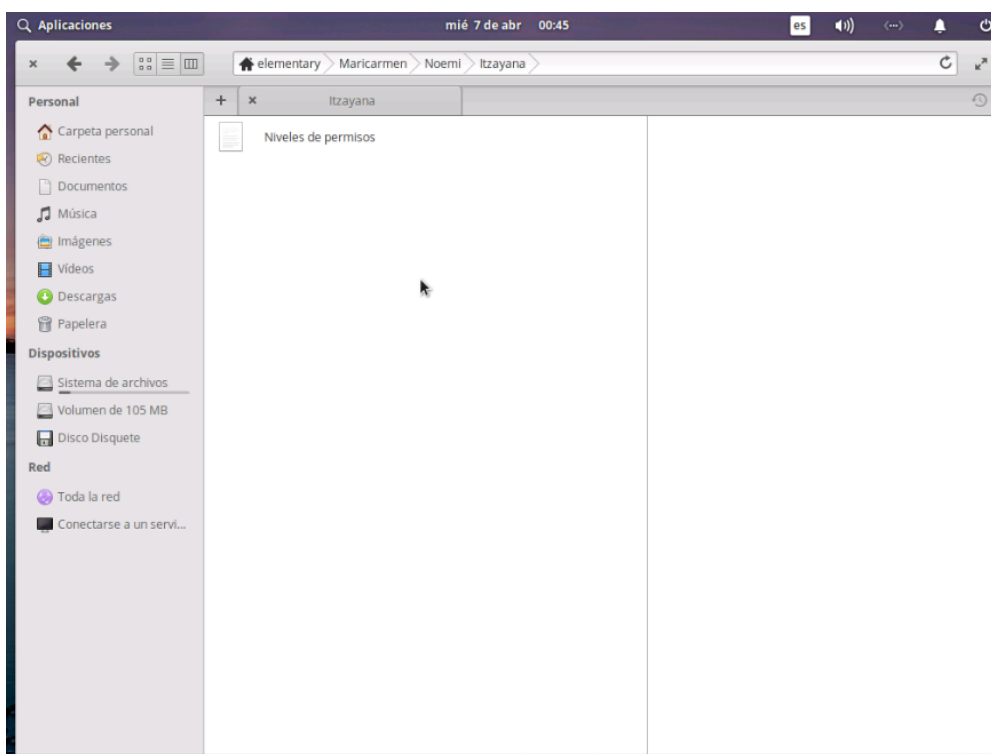 Aplicaciones mié 7 de abr 00:45 es
elementary Maricarmen Noemi Itzayana
Personal
Itzayana
Carpeta personal
Niveles de permisos
Recientes
Documentos
Música
Imágenes
Vídeos
Descargas
Papelera
Dispositivos
Sistema de archivos
Volumen de 105 MB
Disco Disquete
Red
Toda la red
Conectarse a un servi...